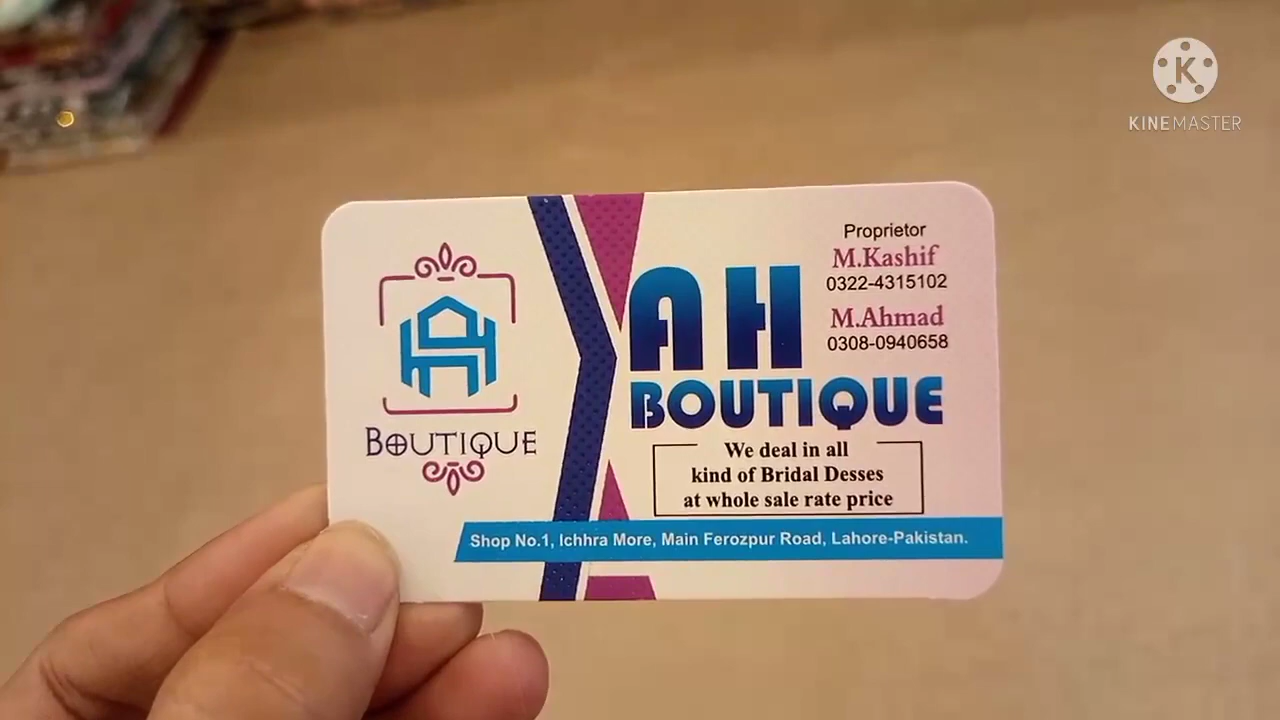 KINEMASTER
Proprietor
M.Kashif
0322-4315102
M.Ahmad
0308-0940658
AH
BOUTIQUE
We deal in all
kind of Bridal Desses
at whole sale rate price
AH
BOUTIQUE
Shop No.1, Ichhra More, Main Ferozpur Road, Lahore-Pakistan.